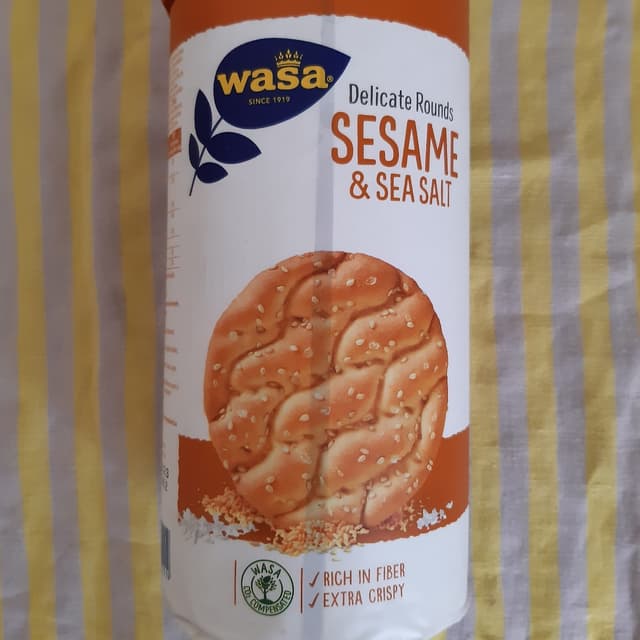 wasa®
SINCE 1919
Delicate Rounds
SESAME
& SEA SALT
WASA
CO₂ COMPENSATED
✓ RICH IN FIBER
✓ EXTRA CRISPY